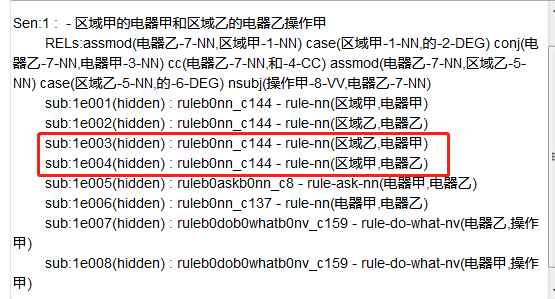 Sen:1 :  - 区域甲的电器甲和区域乙的电器乙操作甲
RELs:assmod(电器乙-7-NN,区域甲-1-NN) case(区域甲-1-NN,的-2-DEG) conj(电
器乙-7-NN,电器甲-3-NN) cc(电器乙-7-NN,和-4-CC) assmod(电器乙-7-NN,区域乙-5-
NN) case(区域乙-5-NN,的-6-DEG) nsubj(操作甲-8-VV,电器乙-7-NN)
sub:1e001(hidden) : ruleb0nn_c144 - rule-nn(区域甲,电器甲)
sub:1e002(hidden) : ruleb0nn_c144 - rule-nn(区域乙,电器乙)
sub:1e003(hidden) : ruleb0nn_c144 - rule-nn(区域乙,电器甲)
sub:1e004(hidden) : ruleb0nn_c144 - rule-nn(区域甲,电器乙)
sub:1e005(hidden) : ruleb0askb0nn_c8 - rule-ask-nn(电器甲,电器乙)
sub:1e006(hidden) : ruleb0nn_c137 - rule-nn(电器甲,电器乙)
sub:1e007(hidden) : ruleb0dob0whatb0nv_c159 - rule-do-what-nv(电器乙,操作
甲)
sub:1e008(hidden) : ruleb0dob0whatb0nv_c159 - rule-do-what-nv(电器甲,操作
甲)